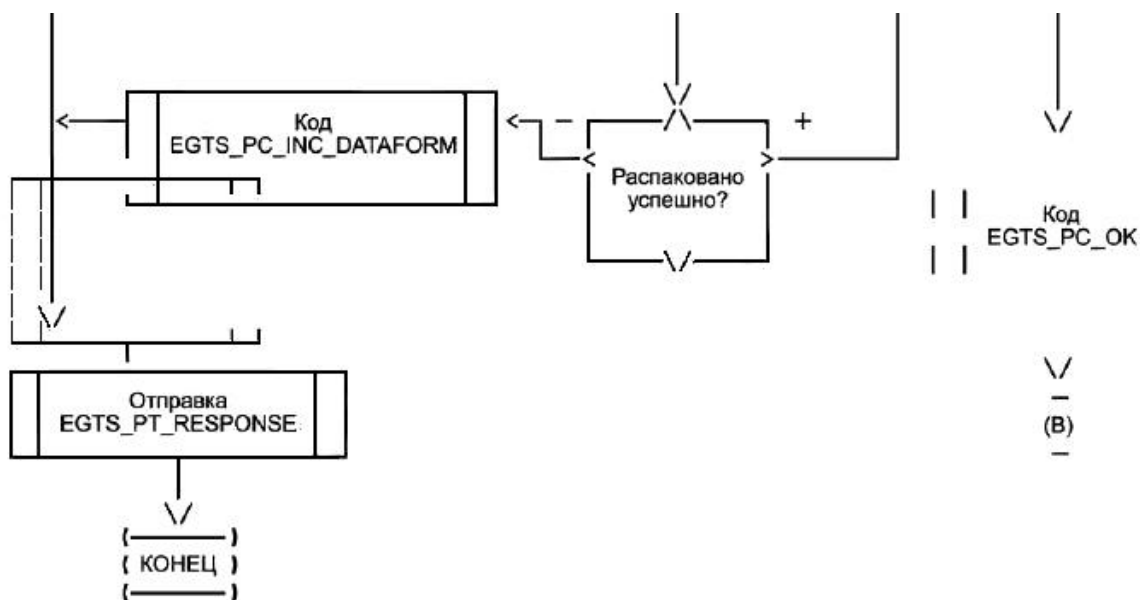 Код
EGTS_PC_INC_DATAFORM
−
+
Распаковано
успешно?
Код
EGTS_PC_OK
Отправка
EGTS_PT_RESPONSE
(В)
КОНЕЦ